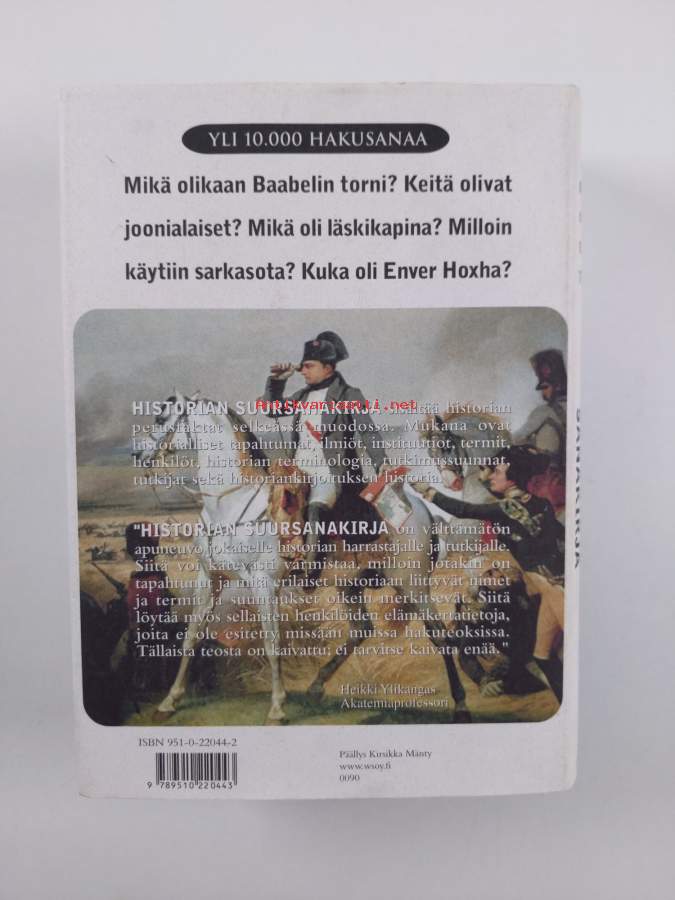 YLI 10.000 HAKUSANAA
Mikä olikaan Baabelin torni? Keitä olivat
joonialaiset? Mikä oli läskikapina? Milloin
käytiin sarkasota? Kuka oli Enver Hoxha?
HISTORIAN SUURSANAKIRJA sisältää historian
perusfaktat selkeässä muodossa. Mukana ovat
historialliset tapahtumat, ilmiöt, instituutiot, termit,
henkilöt, historian terminologia, tutkimussuunnat,
tutkijat sekä historiankirjoituksen historia.
antikvariaatti.net
"HISTORIAN SUURSANAKIRJA on välttämätön
apuneuvo jokaiselle historian harrastajalle ja tutkijalle.
Siitä voi kätevästi varmistaa, milloin jotakin on
tapahtunut ja mitä erilaiset historiaan liittyvät nimet
ja termit ja suuntaukset oikein merkitsevät. Siitä
löytää myös sellaisten henkilöiden elämäkertatietoja,
joita ei ole esitetty missään muissa hakuteoksissa.
Tällaista teosta on kaivattu; ei tarvitse kaivata enää."
Heikki Ylikangas
Akatemiaprofessori
ISBN 951-0-22044-2
9 789510 220443
Päällys Kirsikka Mänty
www.wsoy.fi
0090
SANAKIRJA